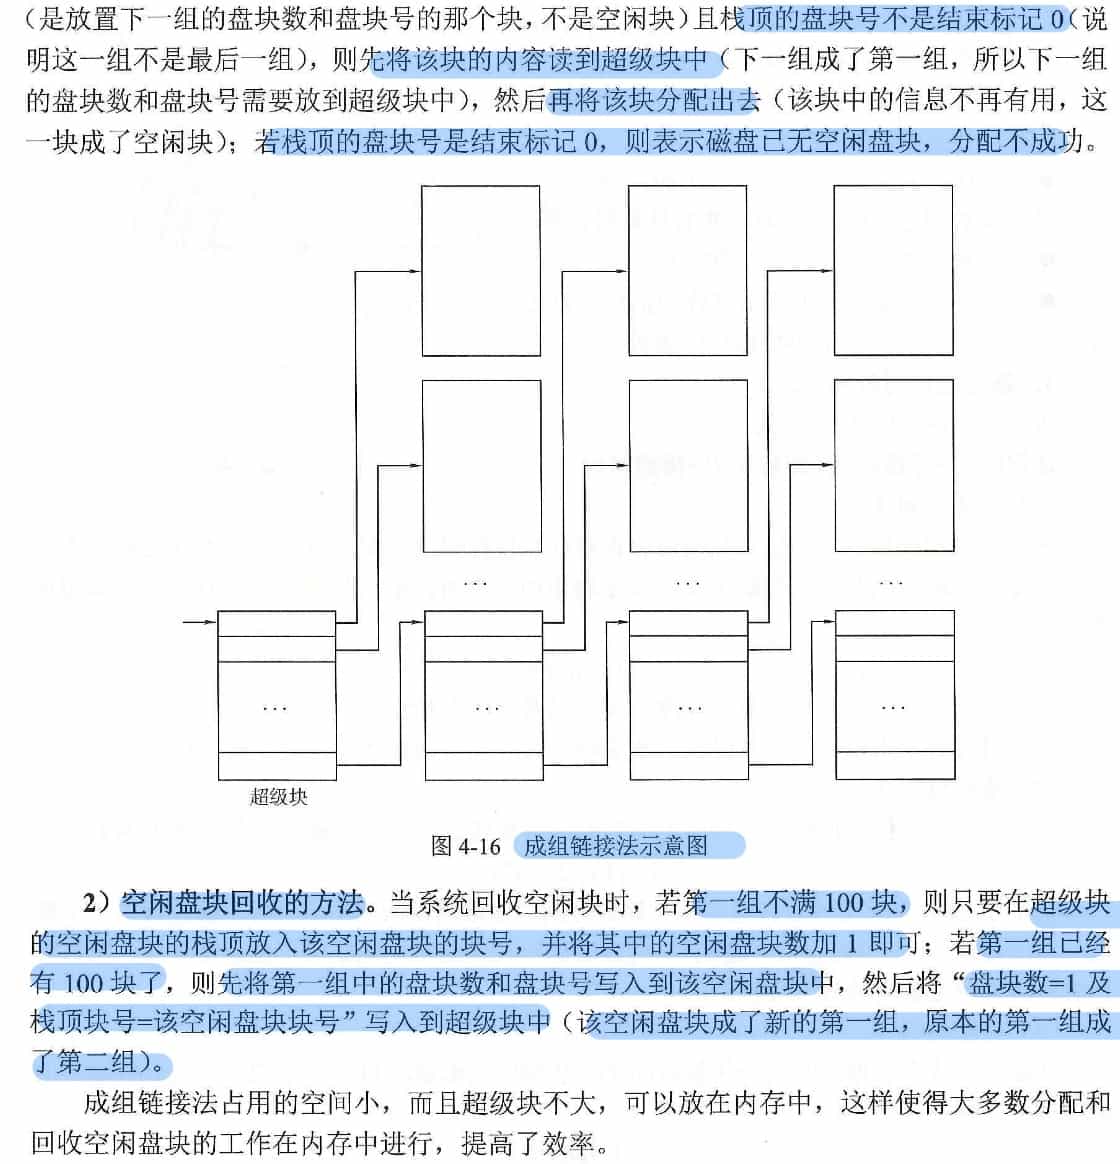 （是放置下一组的盘块数和盘块号的那个块，不是空闲块）且栈顶的盘块号不是结束标记 0（说
明这一组不是最后一组），则先将该块的内容读到超级块中（下一组成了第一组，所以下一组
的盘块数和盘块号需要放到超级块中），然后再将该块分配出去（该块中的信息不再有用，这
一块成了空闲块）；若栈顶的盘块号是结束标记 0，则表示磁盘已无空闲盘块，分配不成功。
...
...
...
...
...
...
...
超级块
图 4-16 成组链接法示意图
2）空闲盘块回收的方法。当系统回收空闲块时，若第一组不满 100 块，则只要在超级块
的空闲盘块的栈顶放入该空闲盘块的块号，并将其中的空闲盘块数加 1 即可；若第一组已经
有 100 块了，则先将第一组中的盘块数和盘块号写入到该空闲盘块中，然后将“盘块数=1 及
栈顶块号=该空闲盘块块号”写入到超级块中（该空闲盘块成了新的第一组，原本的第一组成
了第二组）。
成组链接法占用的空间小，而且超级块不大，可以放在内存中，这样使得大多数分配和
回收空闲盘块的工作在内存中进行，提高了效率。